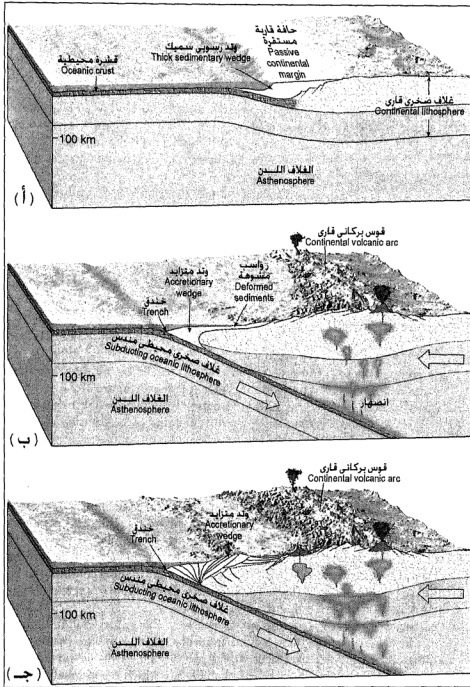 حافة قارية
مستقرة
Passive
continental
margin
وتد رسوبي سميك
Thick sedimentary wedge
قشرة محيطية
Oceanic crust
غلاف صخري قاري
Continental lithosphere
100 km
الغلاف اللدن
Asthenosphere
(أ)
قوس بركاني قاري
Continental volcanic arc
رواسب
مشوهة
Deformed
sediments
وتد متزايد
Accretionary
wedge
خندق
Trench
غلاف صخري محيطي مندس
Subducting oceanic lithosphere
100 km
الغلاف اللدن
Asthenosphere
انصهار
(ب)
قوس بركاني قاري
Continental volcanic arc
وتد متزايد
Accretionary
wedge
خندق
Trench
غلاف صخري محيطي مندس
Subducting oceanic lithosphere
100 km
الغلاف اللدن
Asthenosphere
(جـ)